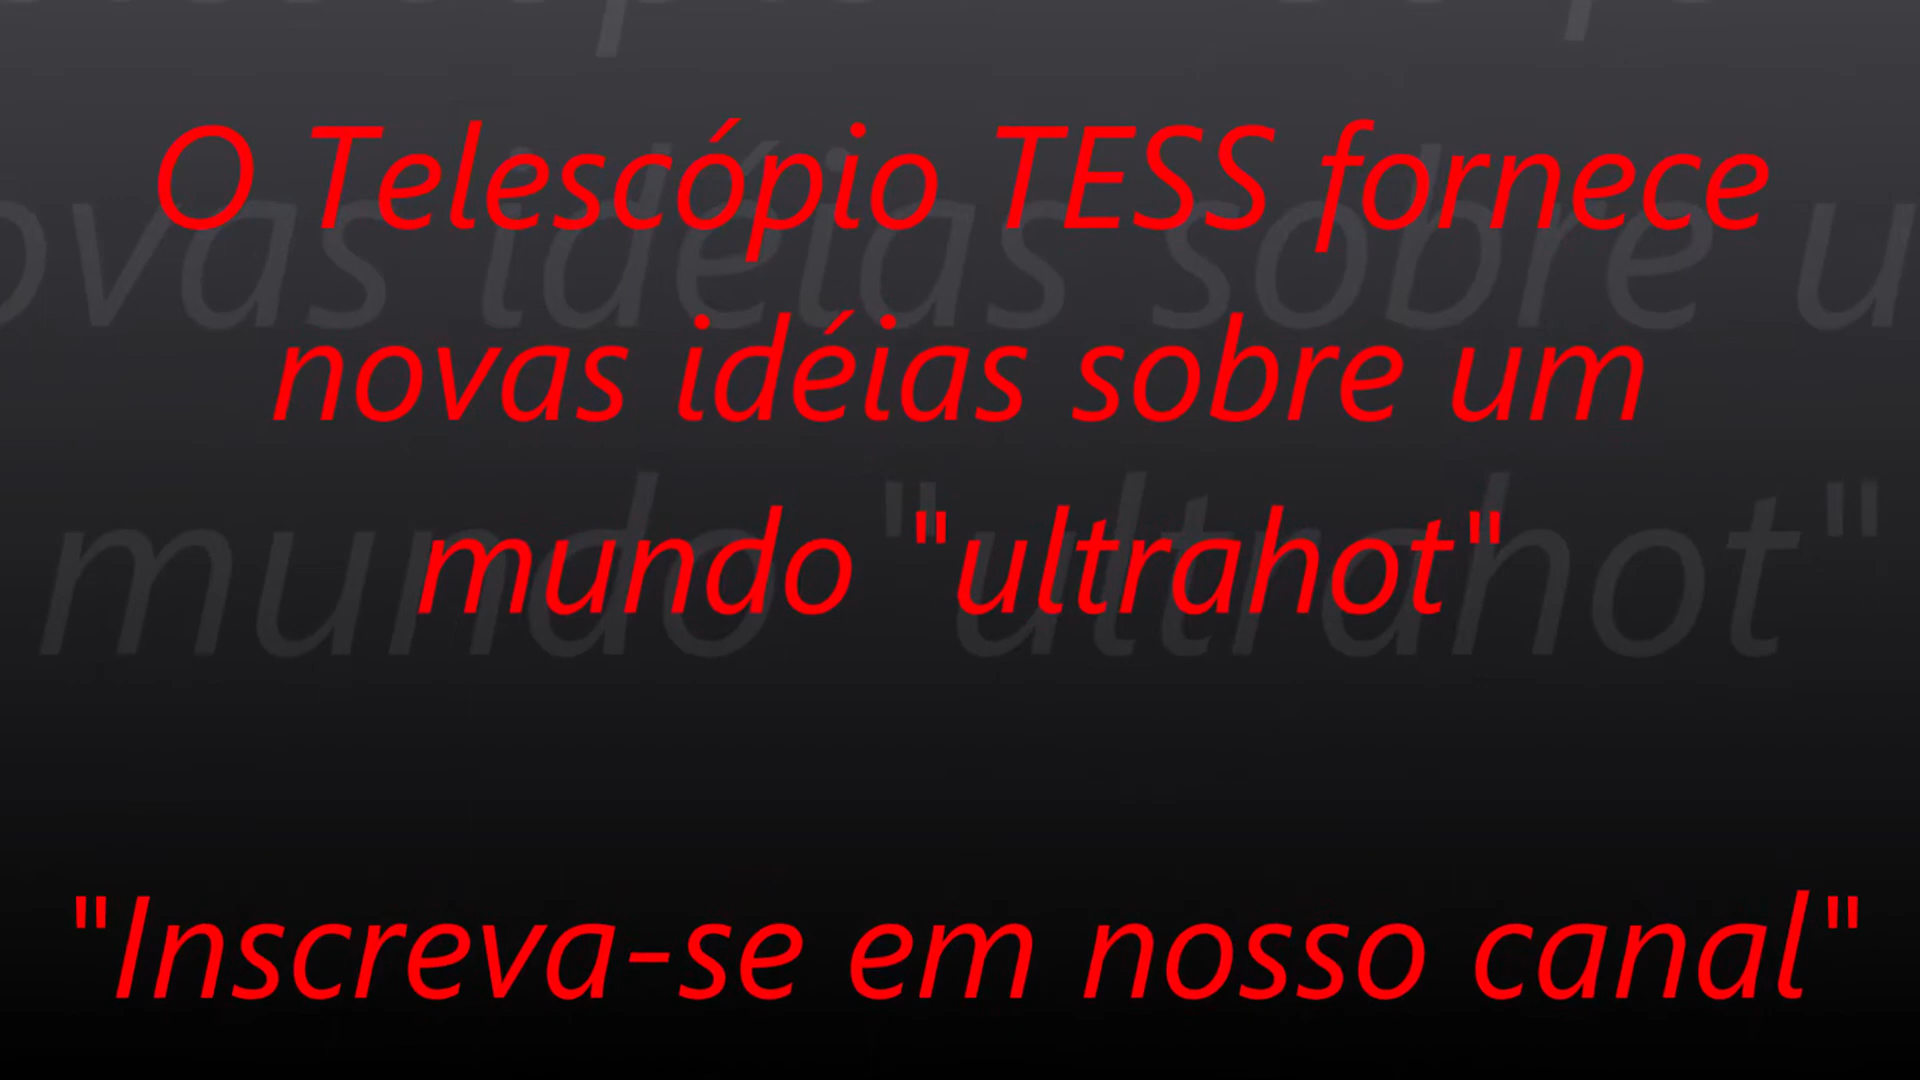 O Telescópio TESS fornece
novas idéias sobre um
mundo "ultrahot"
"Inscreva-se em nosso canal"